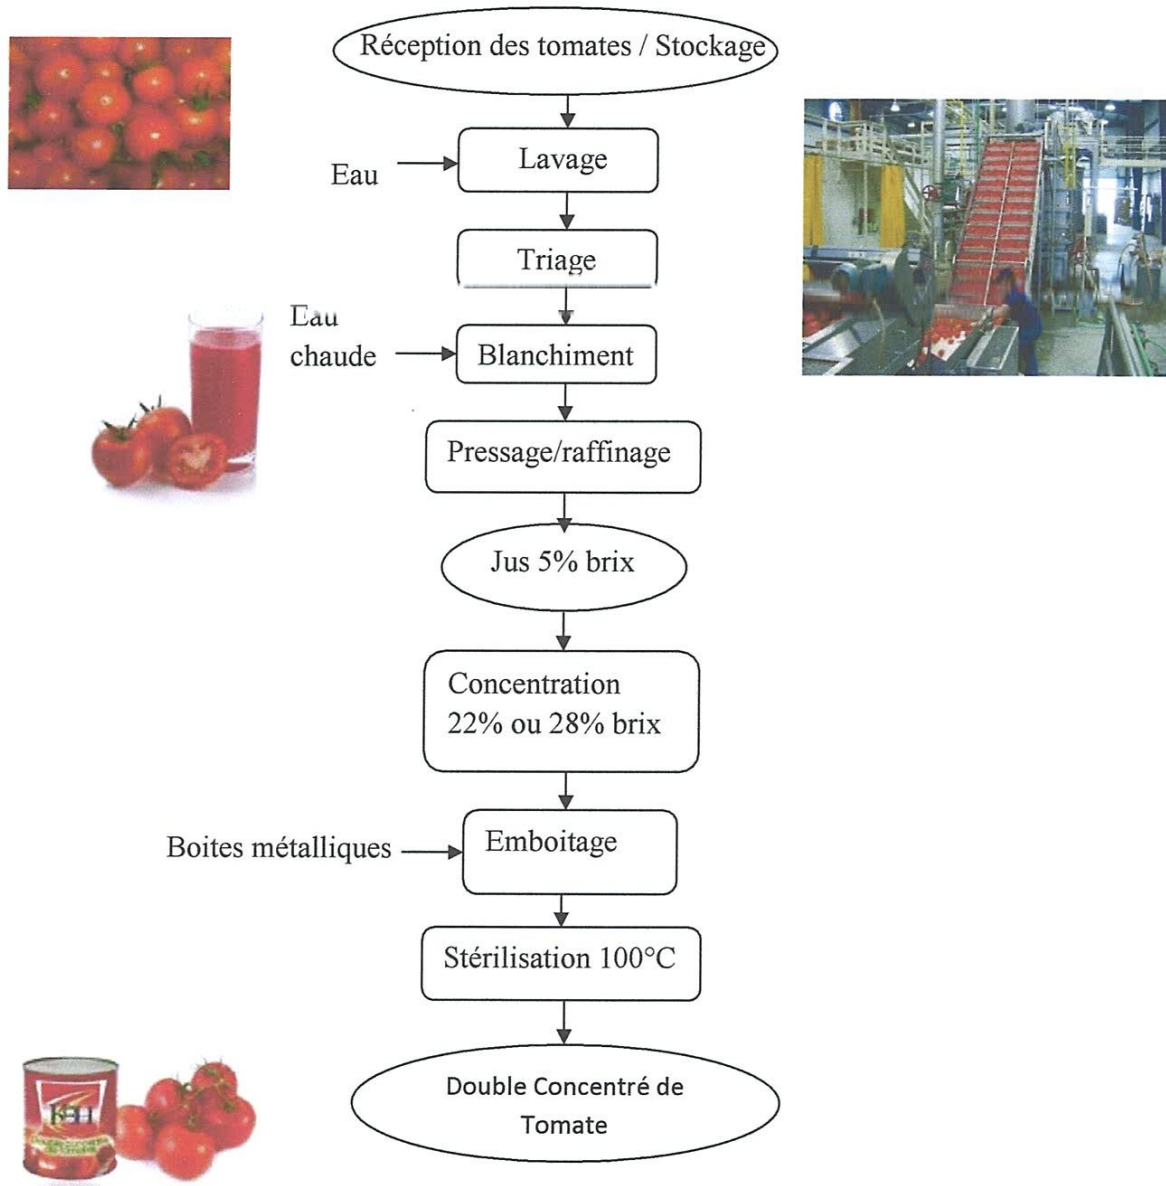 Réception des tomates / Stockage
Eau
Lavage
Triage
Eau
chaude
Blanchiment
Pressage/raffinage
Jus 5% brix
Concentration
22% ou 28% brix
Boites métalliques
Emboitage
Stérilisation 100°C
Double Concentré de
Tomate